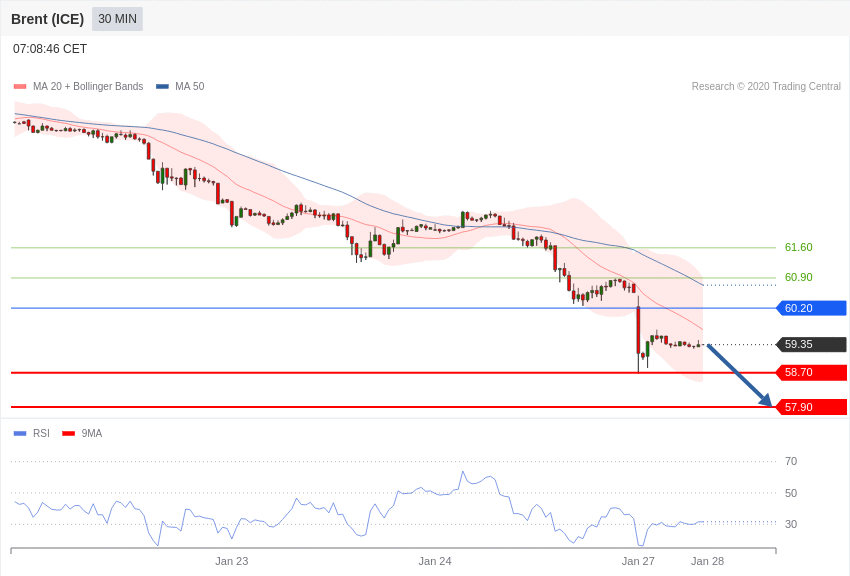 Brent (ICE) 30 MIN
07:08:46 CET
MA 20 + Bollinger Bands MA 50 Research © 2020 Trading Central
61.60
60.90
60.20
59.35
58.70
57.90
RSI 9MA
70
50
30
Jan 23 Jan 24 Jan 27 Jan 28